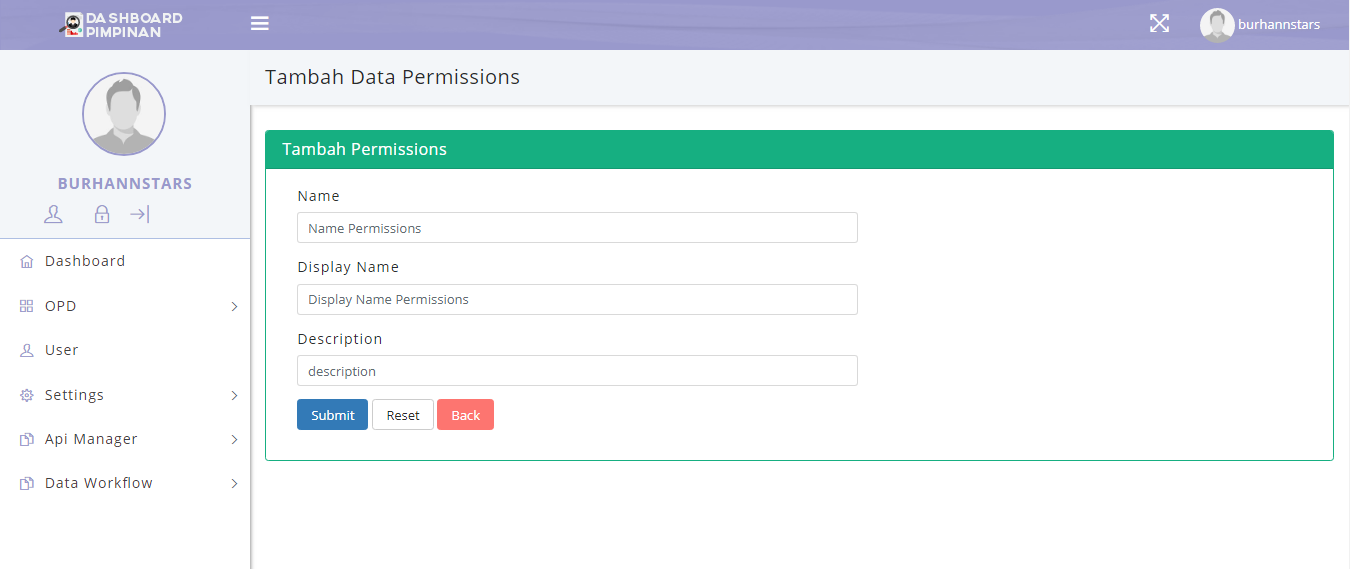 DASHBOARD
PIMPINAN
burhannstars
BURHANNSTARS
Dashboard
OPD
User
Settings
Api Manager
Data Workflow
Tambah Data Permissions
Tambah Permissions
Name
Name Permissions
Display Name
Display Name Permissions
Description
description
Submit Reset Back